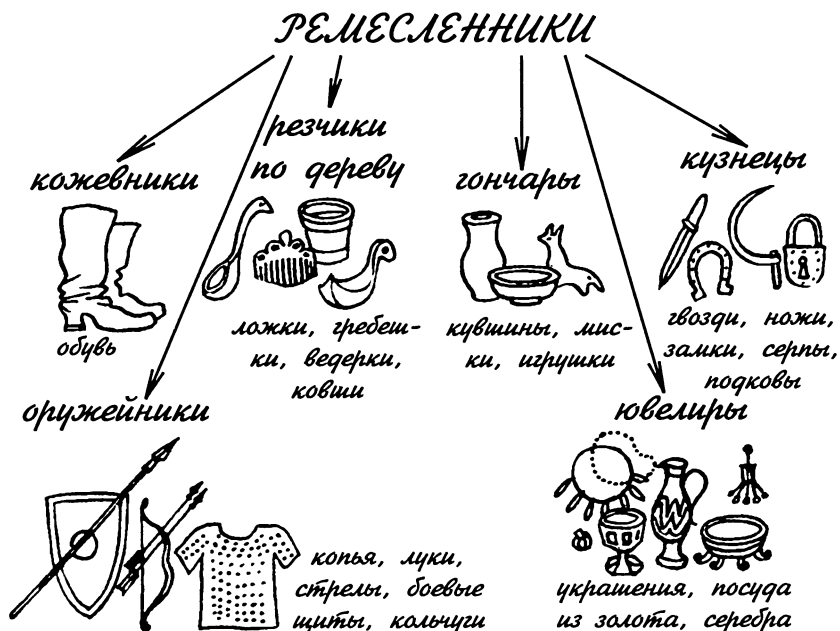 РЕМЕСЛЕННИКИ
кожевники
обувь
резчики
по дереву
ложки, гребеш-
ки, ведерки,
ковши
гончары
кувшины, мис-
ки, игрушки
кузнецы
гвозди, ножи,
замки, серпы,
подковы
оружейники
копья, луки,
стрелы, боевые
щиты, кольчуги
ювелиры
украшения, посуда
из золота, серебра